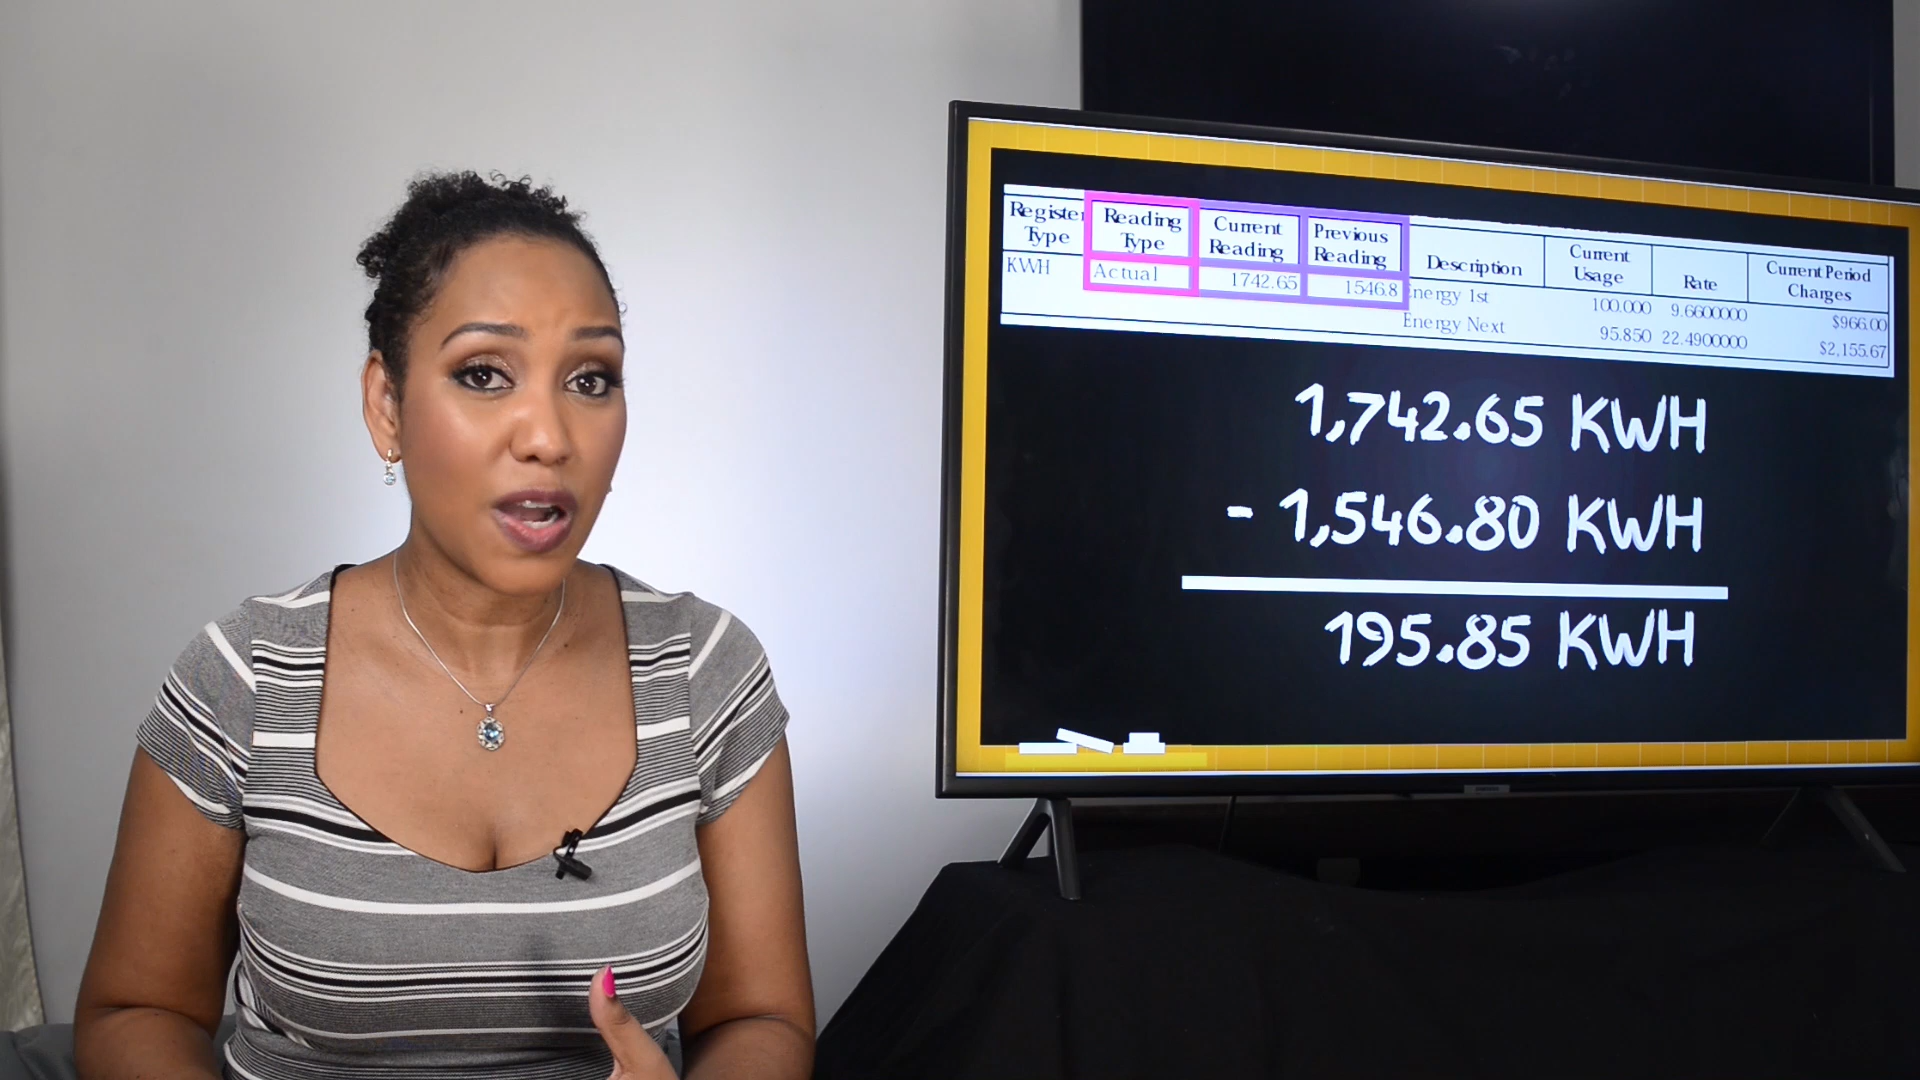 Register Type Reading Type Current Reading Previous Reading Description Current Usage Rate Current Period Charges
KWH Actual 1742.65 1546.8 Energy 1st 100.000 9.6600000 $966.00
Energy Next 95.850 22.4900000 $2,155.67
1,742.65 KWH
- 1,546.80 KWH
195.85 KWH